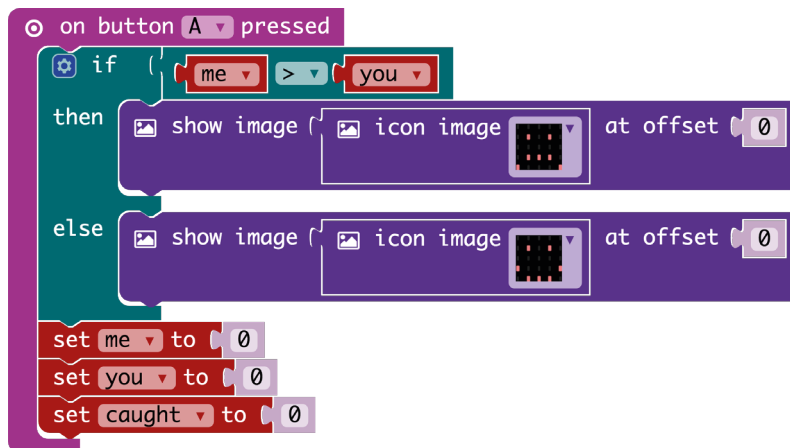 on button A pressed
if me > you
then show image icon image at offset 0
else show image icon image at offset 0
set me to 0
set you to 0
set caught to 0